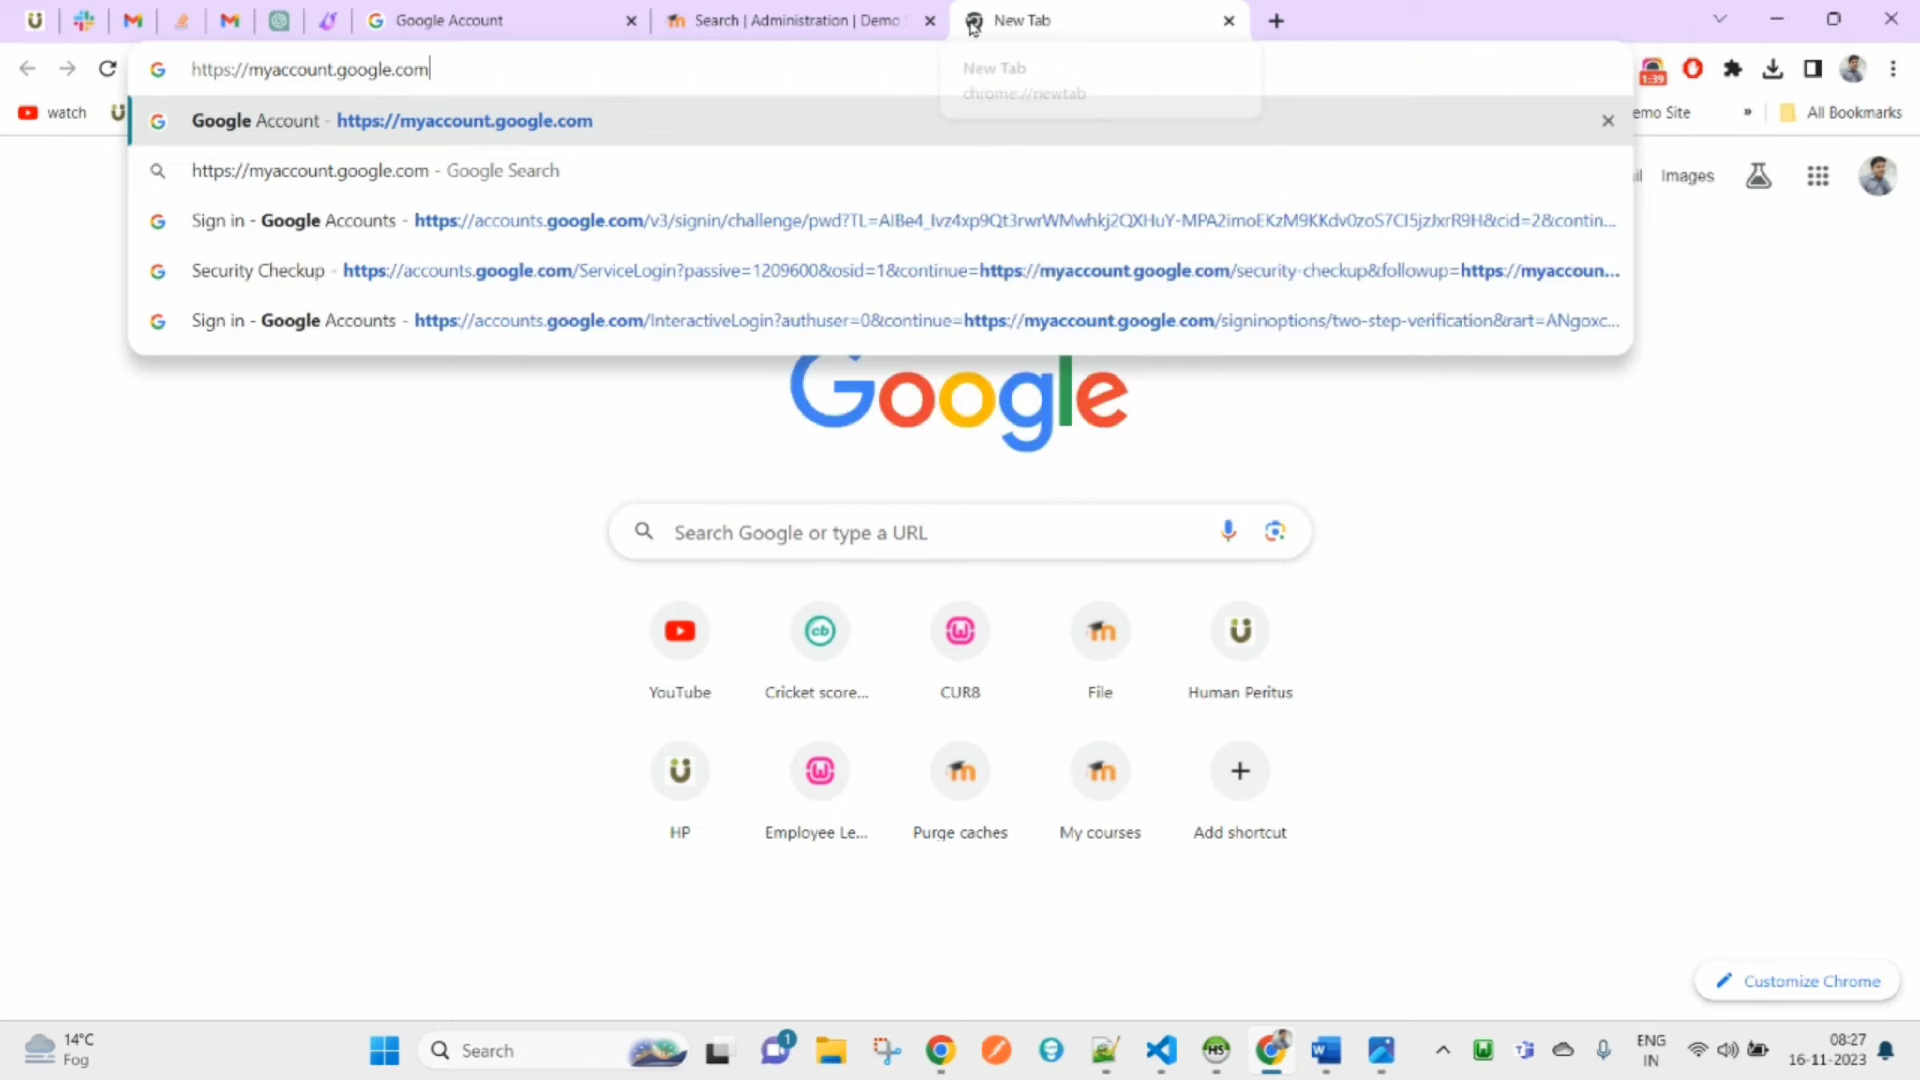 Google Account
Search | Administration | Demo
New Tab
https://myaccount.google.com
New Tab
chrome://newtab
1:39
watch
emo Site
»
All Bookmarks
Google Account - https://myaccount.google.com
https://myaccount.google.com - Google Search
Images
Sign in - Google Accounts - https://accounts.google.com/v3/signin/challenge/pwd?TL=AIBe4_Ivz4xp9Qt3rwrWMwhkj2QXHuY-MPA2imoEKzM9KKdv0zoS7CI5jzJxrR9H&cid=2&contin...
Security Checkup - https://accounts.google.com/ServiceLogin?passive=1209600&osid=1&continue=https://myaccount.google.com/security-checkup&followup=https://myaccoun...
Sign in - Google Accounts - https://accounts.google.com/InteractiveLogin?authuser=0&continue=https://myaccount.google.com/signinoptions/two-step-verification&rart=ANgoxc...
Google
Search Google or type a URL
YouTube
Cricket score...
CUR8
File
Human Peritus
HP
Employee Le...
Purge caches
My courses
Add shortcut
Customize Chrome
14°C
Fog
Search
1
ENG
IN
08:27
16-11-2023